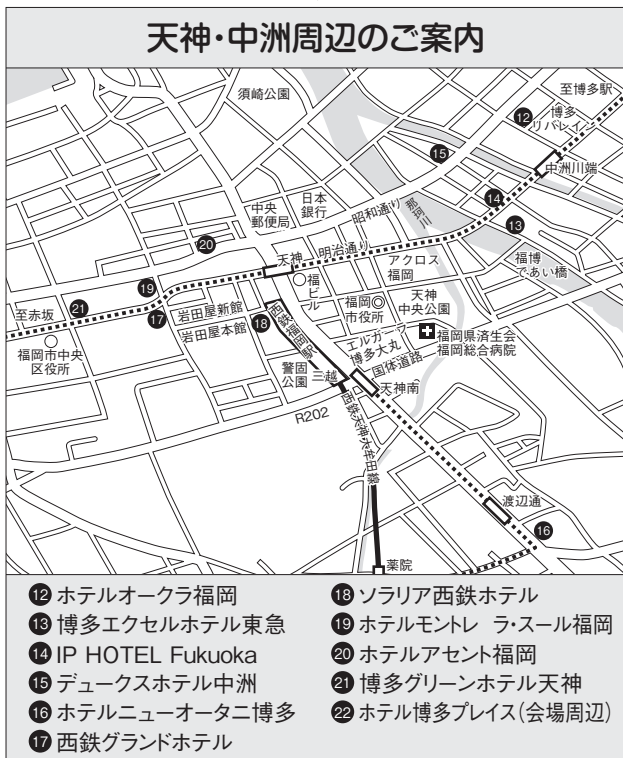 天神・中洲周辺のご案内
至博多駅
須崎公園
⑫
博多
リバレイン
⑮
中洲川端
⑭
日本
銀行
中央
郵便局
昭和通り
那珂川
⑬
⑳
明治通り
天神
アクロス
福岡
福博
であい橋
⑲
福ビル
福岡
市役所
天神
中央公園
至赤坂
㉑
⑰
岩田屋新館
岩田屋本館
⑱
西鉄福岡駅
エルガーラ
博多大丸
福岡県済生会
福岡総合病院
福岡市中央
区役所
国体道路
警固
公園
三越
天神南
R202
西鉄天神大牟田線
渡辺通
⑯
薬院
⑫ ホテルオークラ福岡
⑬ 博多エクセルホテル東急
⑭ IP HOTEL Fukuoka
⑮ デュークスホテル中洲
⑯ ホテルニューオータニ博多
⑰ 西鉄グランドホテル
⑱ ソラリア西鉄ホテル
⑲ ホテルモントレ ラ・スール福岡
⑳ ホテルアセント福岡
㉑ 博多グリーンホテル天神
㉒ ホテル博多プレイス(会場周辺)